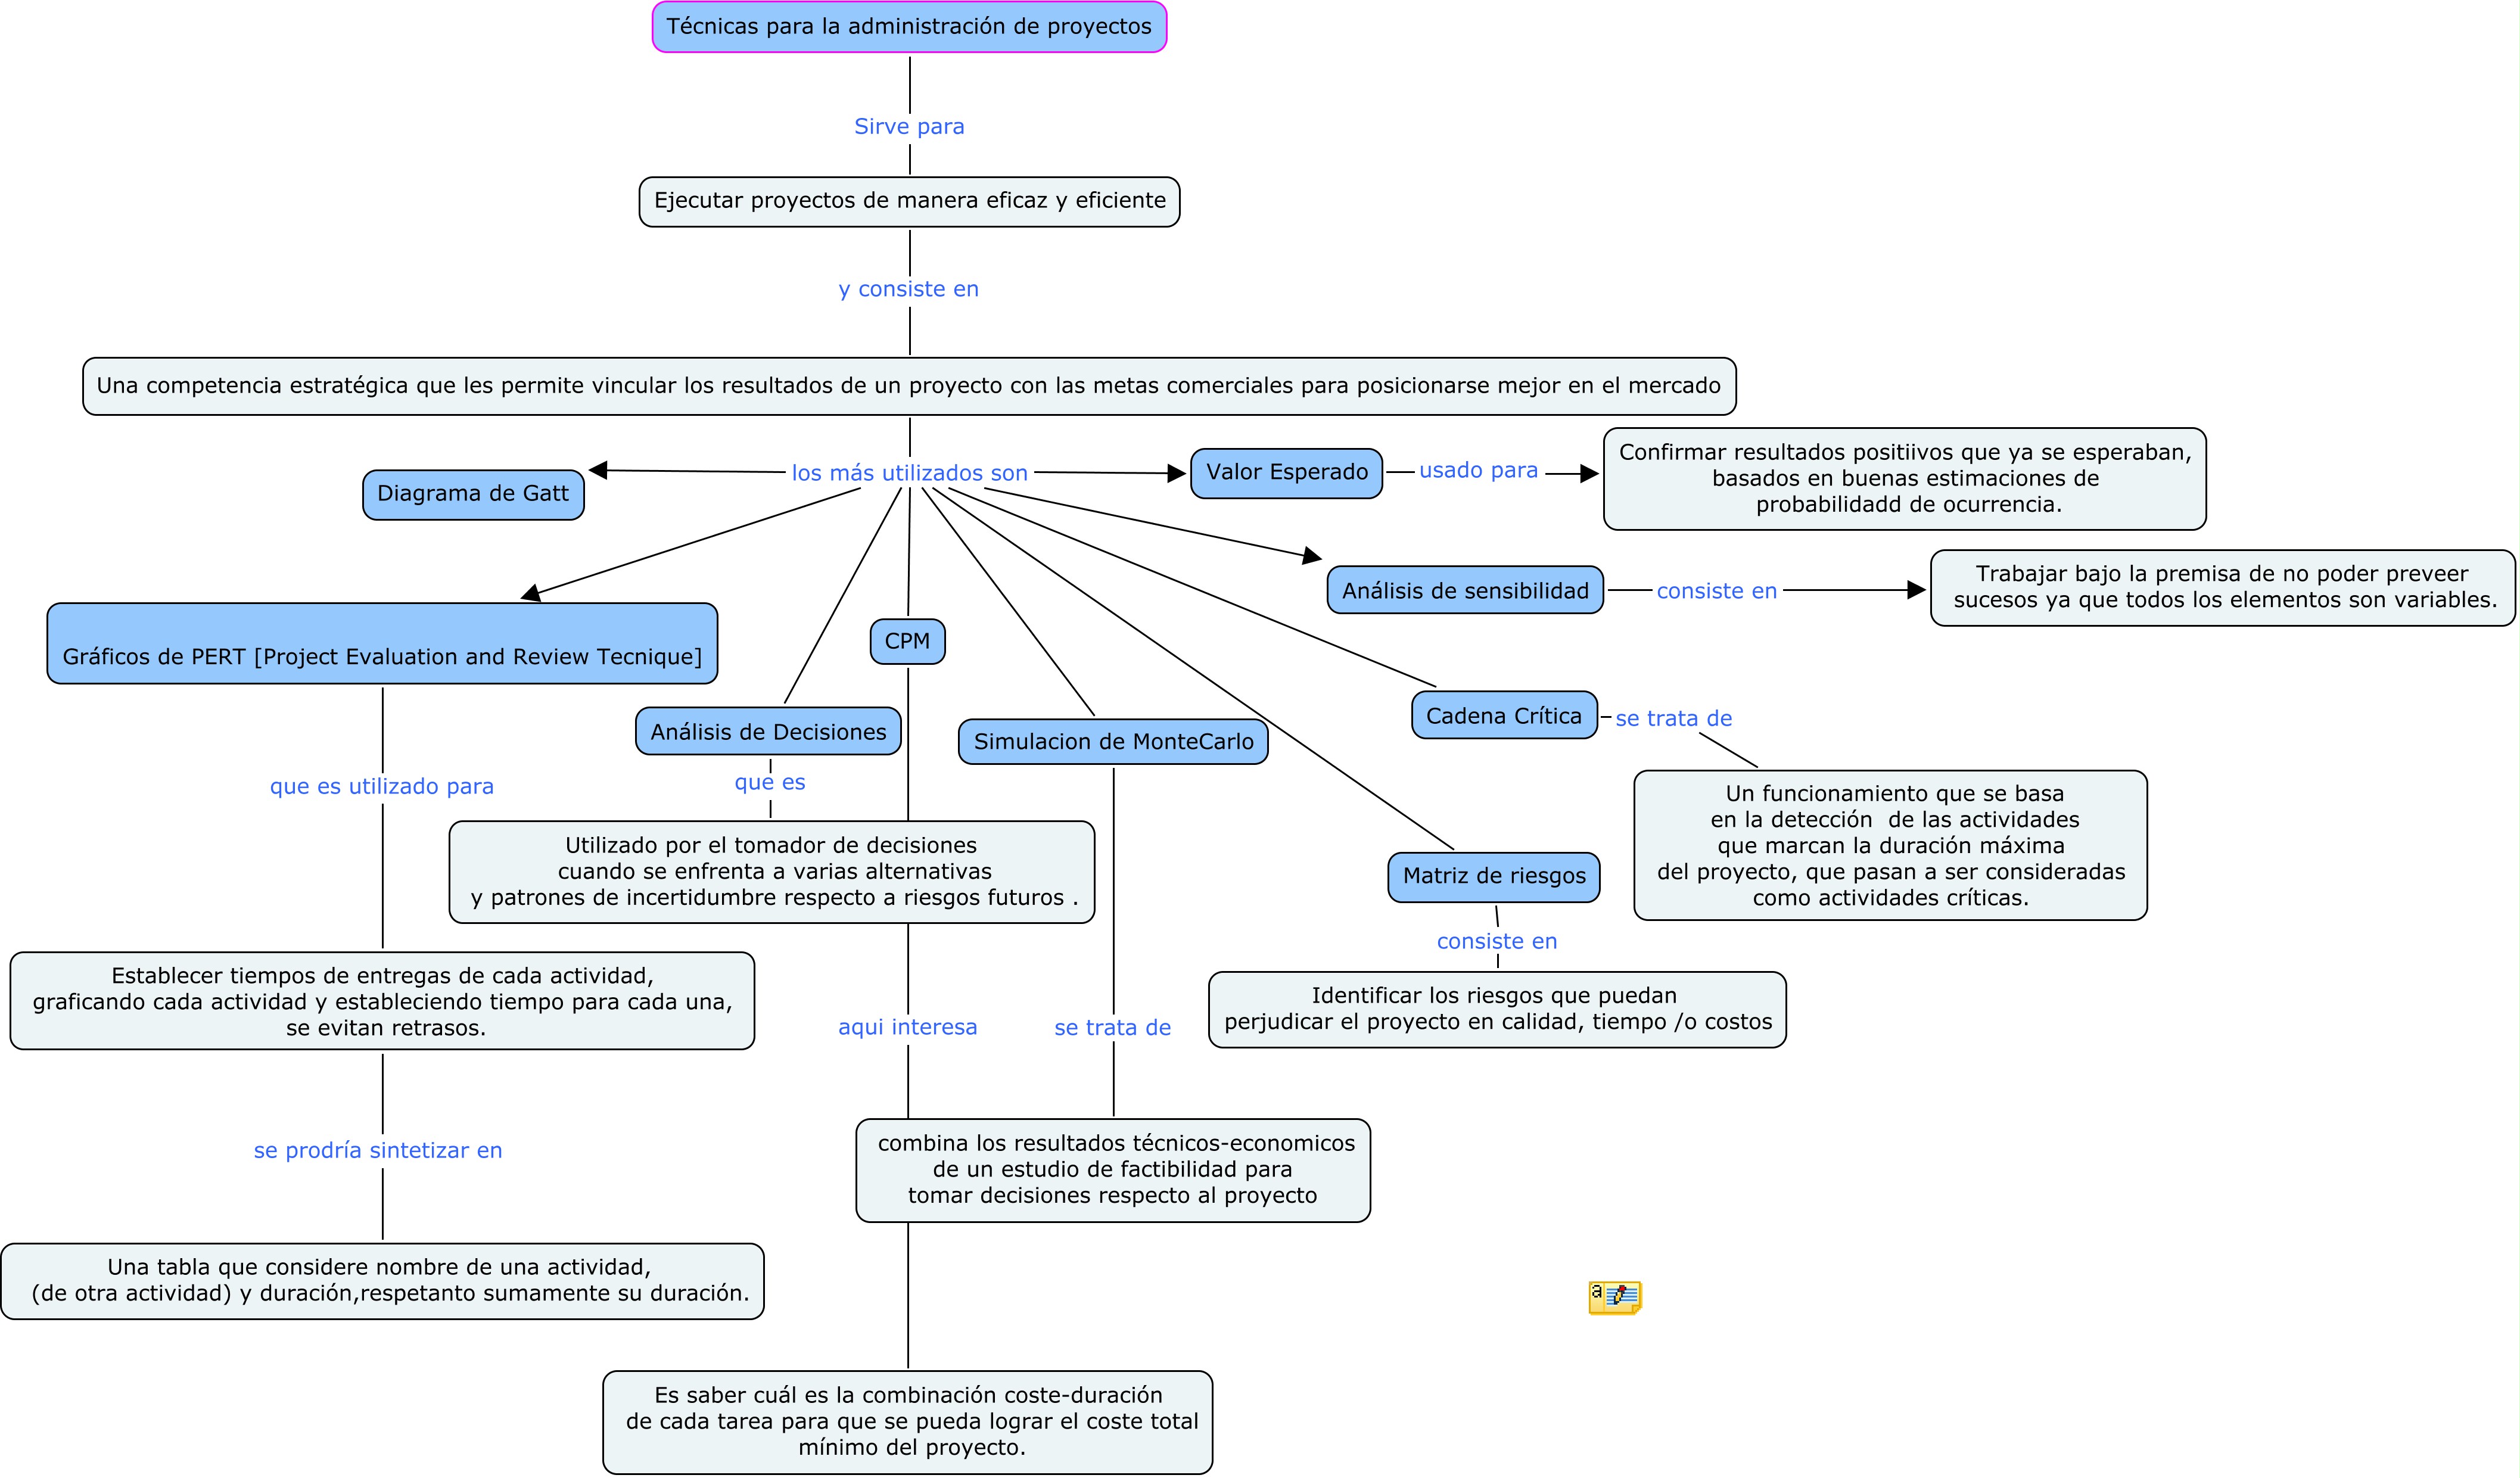 Técnicas para la administración de proyectos
Sirve para
Ejecutar proyectos de manera eficaz y eficiente
y consiste en
Una competencia estratégica que les permite vincular los resultados de un proyecto con las metas comerciales para posicionarse mejor en el mercado
los más utilizados son
Diagrama de Gatt
Valor Esperado
usado para
Confirmar resultados positiivos que ya se esperaban,
basados en buenas estimaciones de
probabilidadd de ocurrencia.
Análisis de sensibilidad
consiste en
Trabajar bajo la premisa de no poder preveer
sucesos ya que todos los elementos son variables.
Gráficos de PERT [Project Evaluation and Review Tecnique]
CPM
Análisis de Decisiones
Simulacion de MonteCarlo
Cadena Crítica
se trata de
que es utilizado para
que es
Un funcionamiento que se basa
en la detección  de las actividades
que marcan la duración máxima
del proyecto, que pasan a ser consideradas
como actividades críticas.
Utilizado por el tomador de decisiones
cuando se enfrenta a varias alternativas
y patrones de incertidumbre respecto a riesgos futuros .
Matriz de riesgos
consiste en
Identificar los riesgos que puedan
perjudicar el proyecto en calidad, tiempo /o costos
Establecer tiempos de entregas de cada actividad,
graficando cada actividad y estableciendo tiempo para cada una,
se evitan retrasos.
aqui interesa
se trata de
se prodría sintetizar en
combina los resultados técnicos-economicos
de un estudio de factibilidad para
tomar decisiones respecto al proyecto
Una tabla que considere nombre de una actividad,
(de otra actividad) y duración,respetanto sumamente su duración.
a
Es saber cuál es la combinación coste-duración
de cada tarea para que se pueda lograr el coste total
mínimo del proyecto.